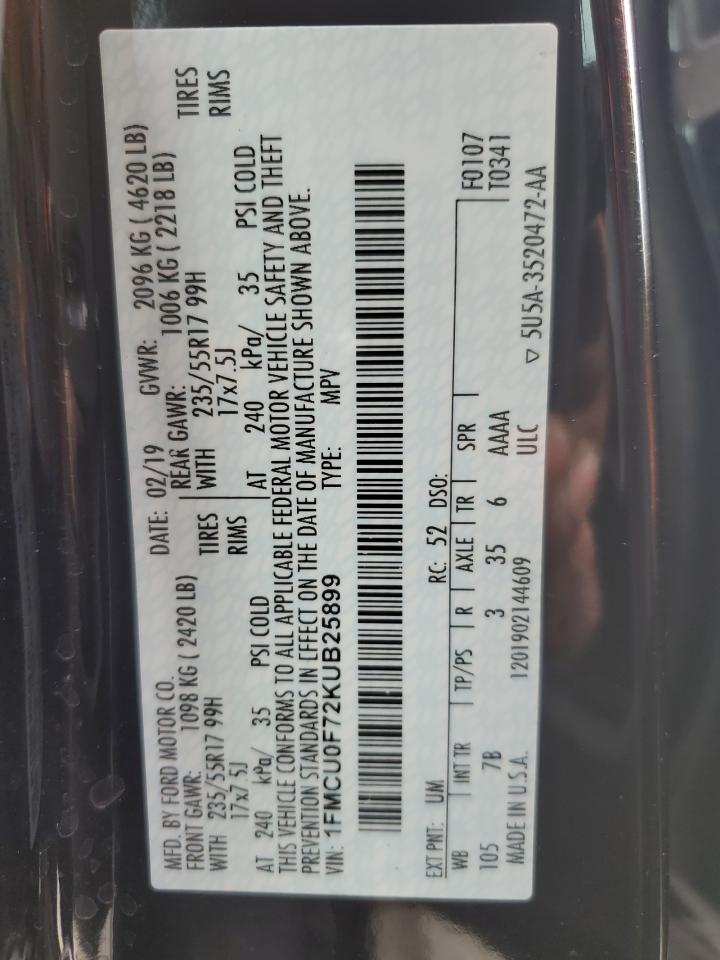 MFD. BY FORD MOTOR CO.
DATE: 02/19 GVWR: 2096 KG ( 4620 LB)
FRONT GAWR: 1098 KG ( 2420 LB)
REAR GAWR: 1006 KG ( 2218 LB)
WITH 235/55R17 99H TIRES
WITH 235/55R17 99H TIRES
17x7.5J RIMS
17x7.5J RIMS
AT 240 kPa/ 35 PSI COLD
AT 240 kPa/ 35 PSI COLD
THIS VEHICLE CONFORMS TO ALL APPLICABLE FEDERAL MOTOR VEHICLE SAFETY AND THEFT
PREVENTION STANDARDS IN EFFECT ON THE DATE OF MANUFACTURE SHOWN ABOVE.
VIN: 1FMCU0F72KUB25899 TYPE: MPV
EXT PNT: UM RC: 52 DSO: F0107
WB INT TR TP/PS R AXLE TR SPR T0341
105 7B 3 35 6 AAAA
ULC
MADE IN U.S.A. 1201902144609 ▽ 5U5A-3520472-AA